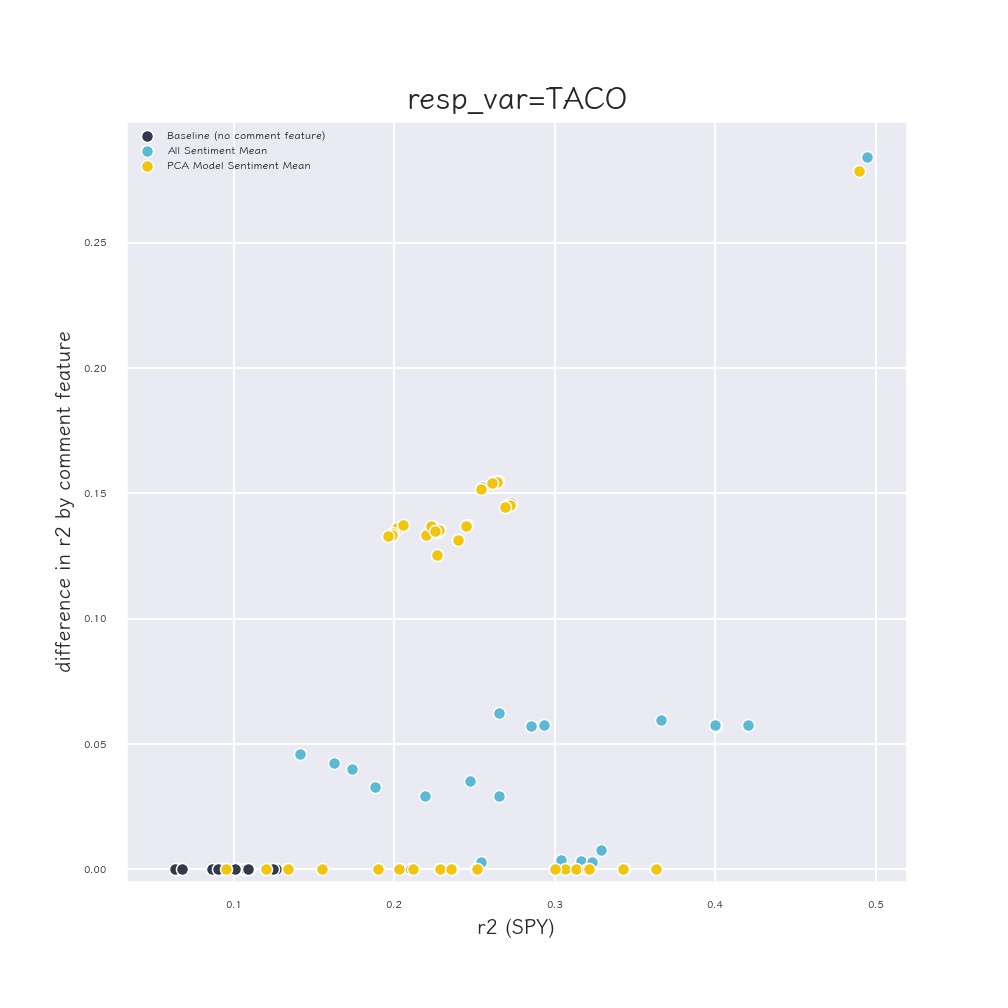 resp_var=TACO
Baseline (no comment feature)
All Sentiment Mean
PCA Model Sentiment Mean
difference in r2 by comment feature
0.25
0.20
0.15
0.10
0.05
0.00
0.1 0.2 0.3 0.4 0.5
r2 (SPY)